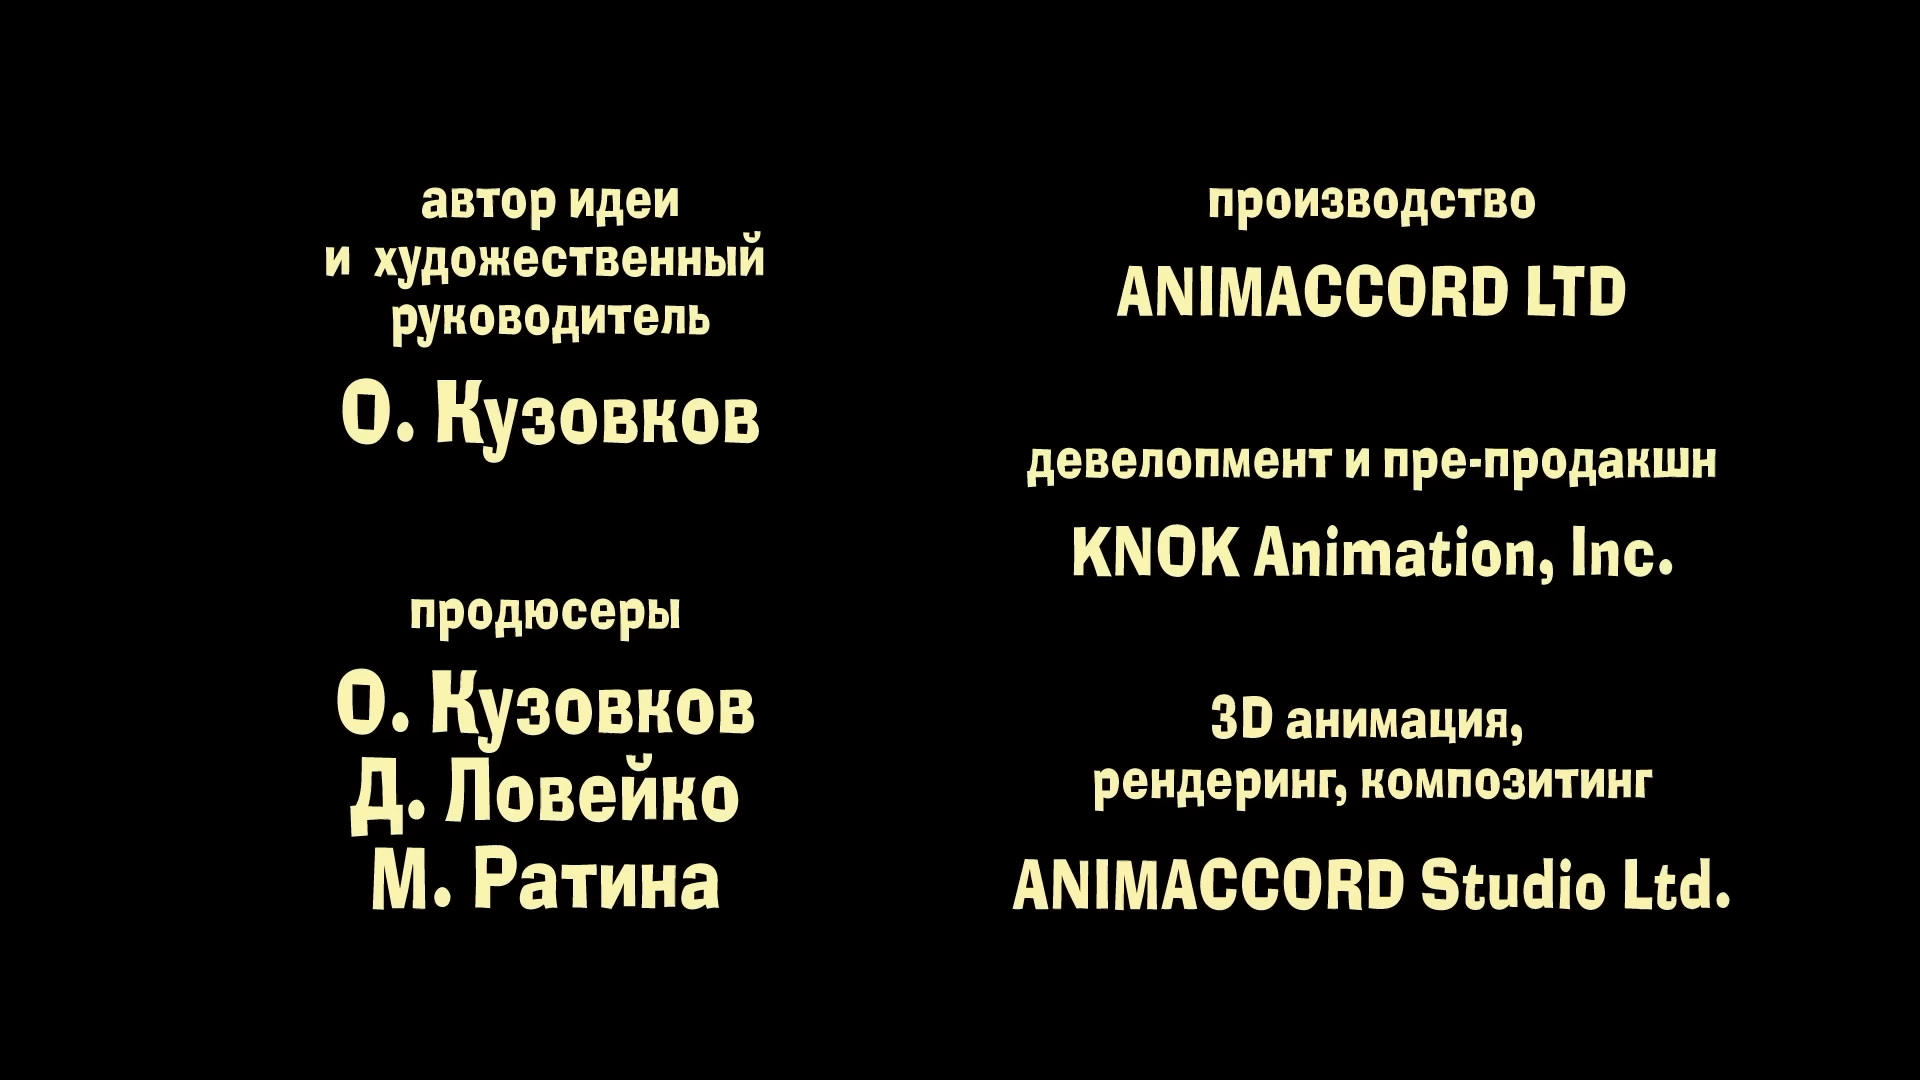 автор идеи
и художественный
руководитель
О. Кузовков
продюсеры
О. Кузовков
Д. Ловейко
М. Ратина
производство
ANIMACCORD LTD
девелопмент и пре-продакшн
KNOK Animation, Inc.
3D анимация,
рендеринг, композитинг
ANIMACCORD Studio Ltd.